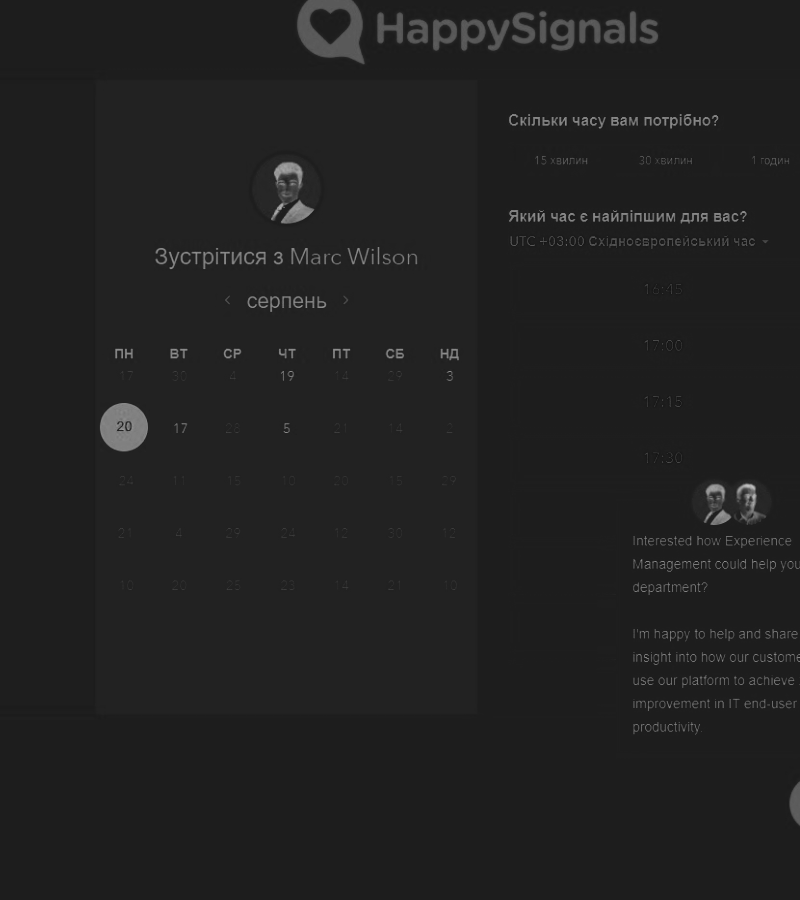 HappySignals
Зустрітися з Marc Wilson
серпень
ПН ВТ СР ЧТ ПТ СБ НД
17 30 4 19 14 29 3
20 17 28 5 21 14 2
24 11 15 10 20 15 29
21 4 29 24 12 30 12
10 20 25 23 14 21 10
Скільки часу вам потрібно?
15 хвилин 30 хвилин 1 годин
Який час є найліпшим для вас?
UTC +03:00 Східноєвропейський час
16:45
17:00
17:15
17:30
Interested how Experience
Management could help you
department?
I'm happy to help and share
insight into how our custome
use our platform to achieve
improvement in IT end-user
productivity.